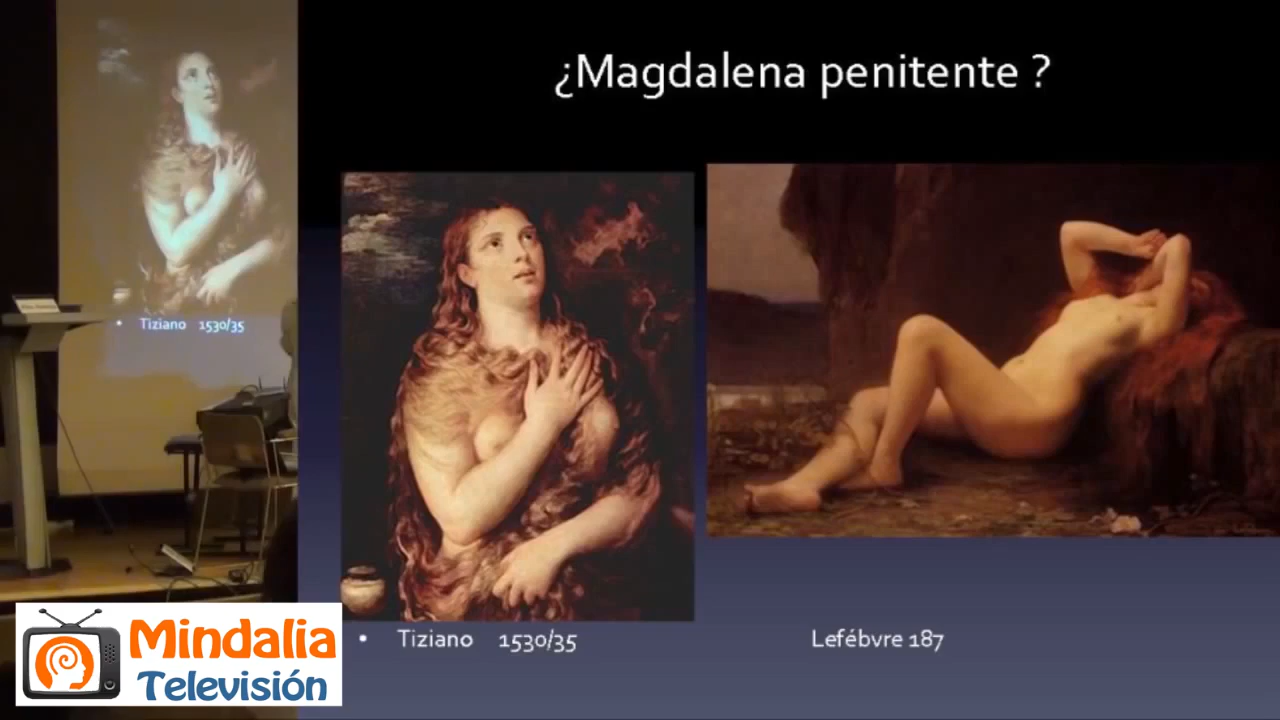 ¿Magdalena penitente ?
• Tiziano 1530/35
• Tiziano 1530/35
Lefébvre 187
Mindalia
Televisión